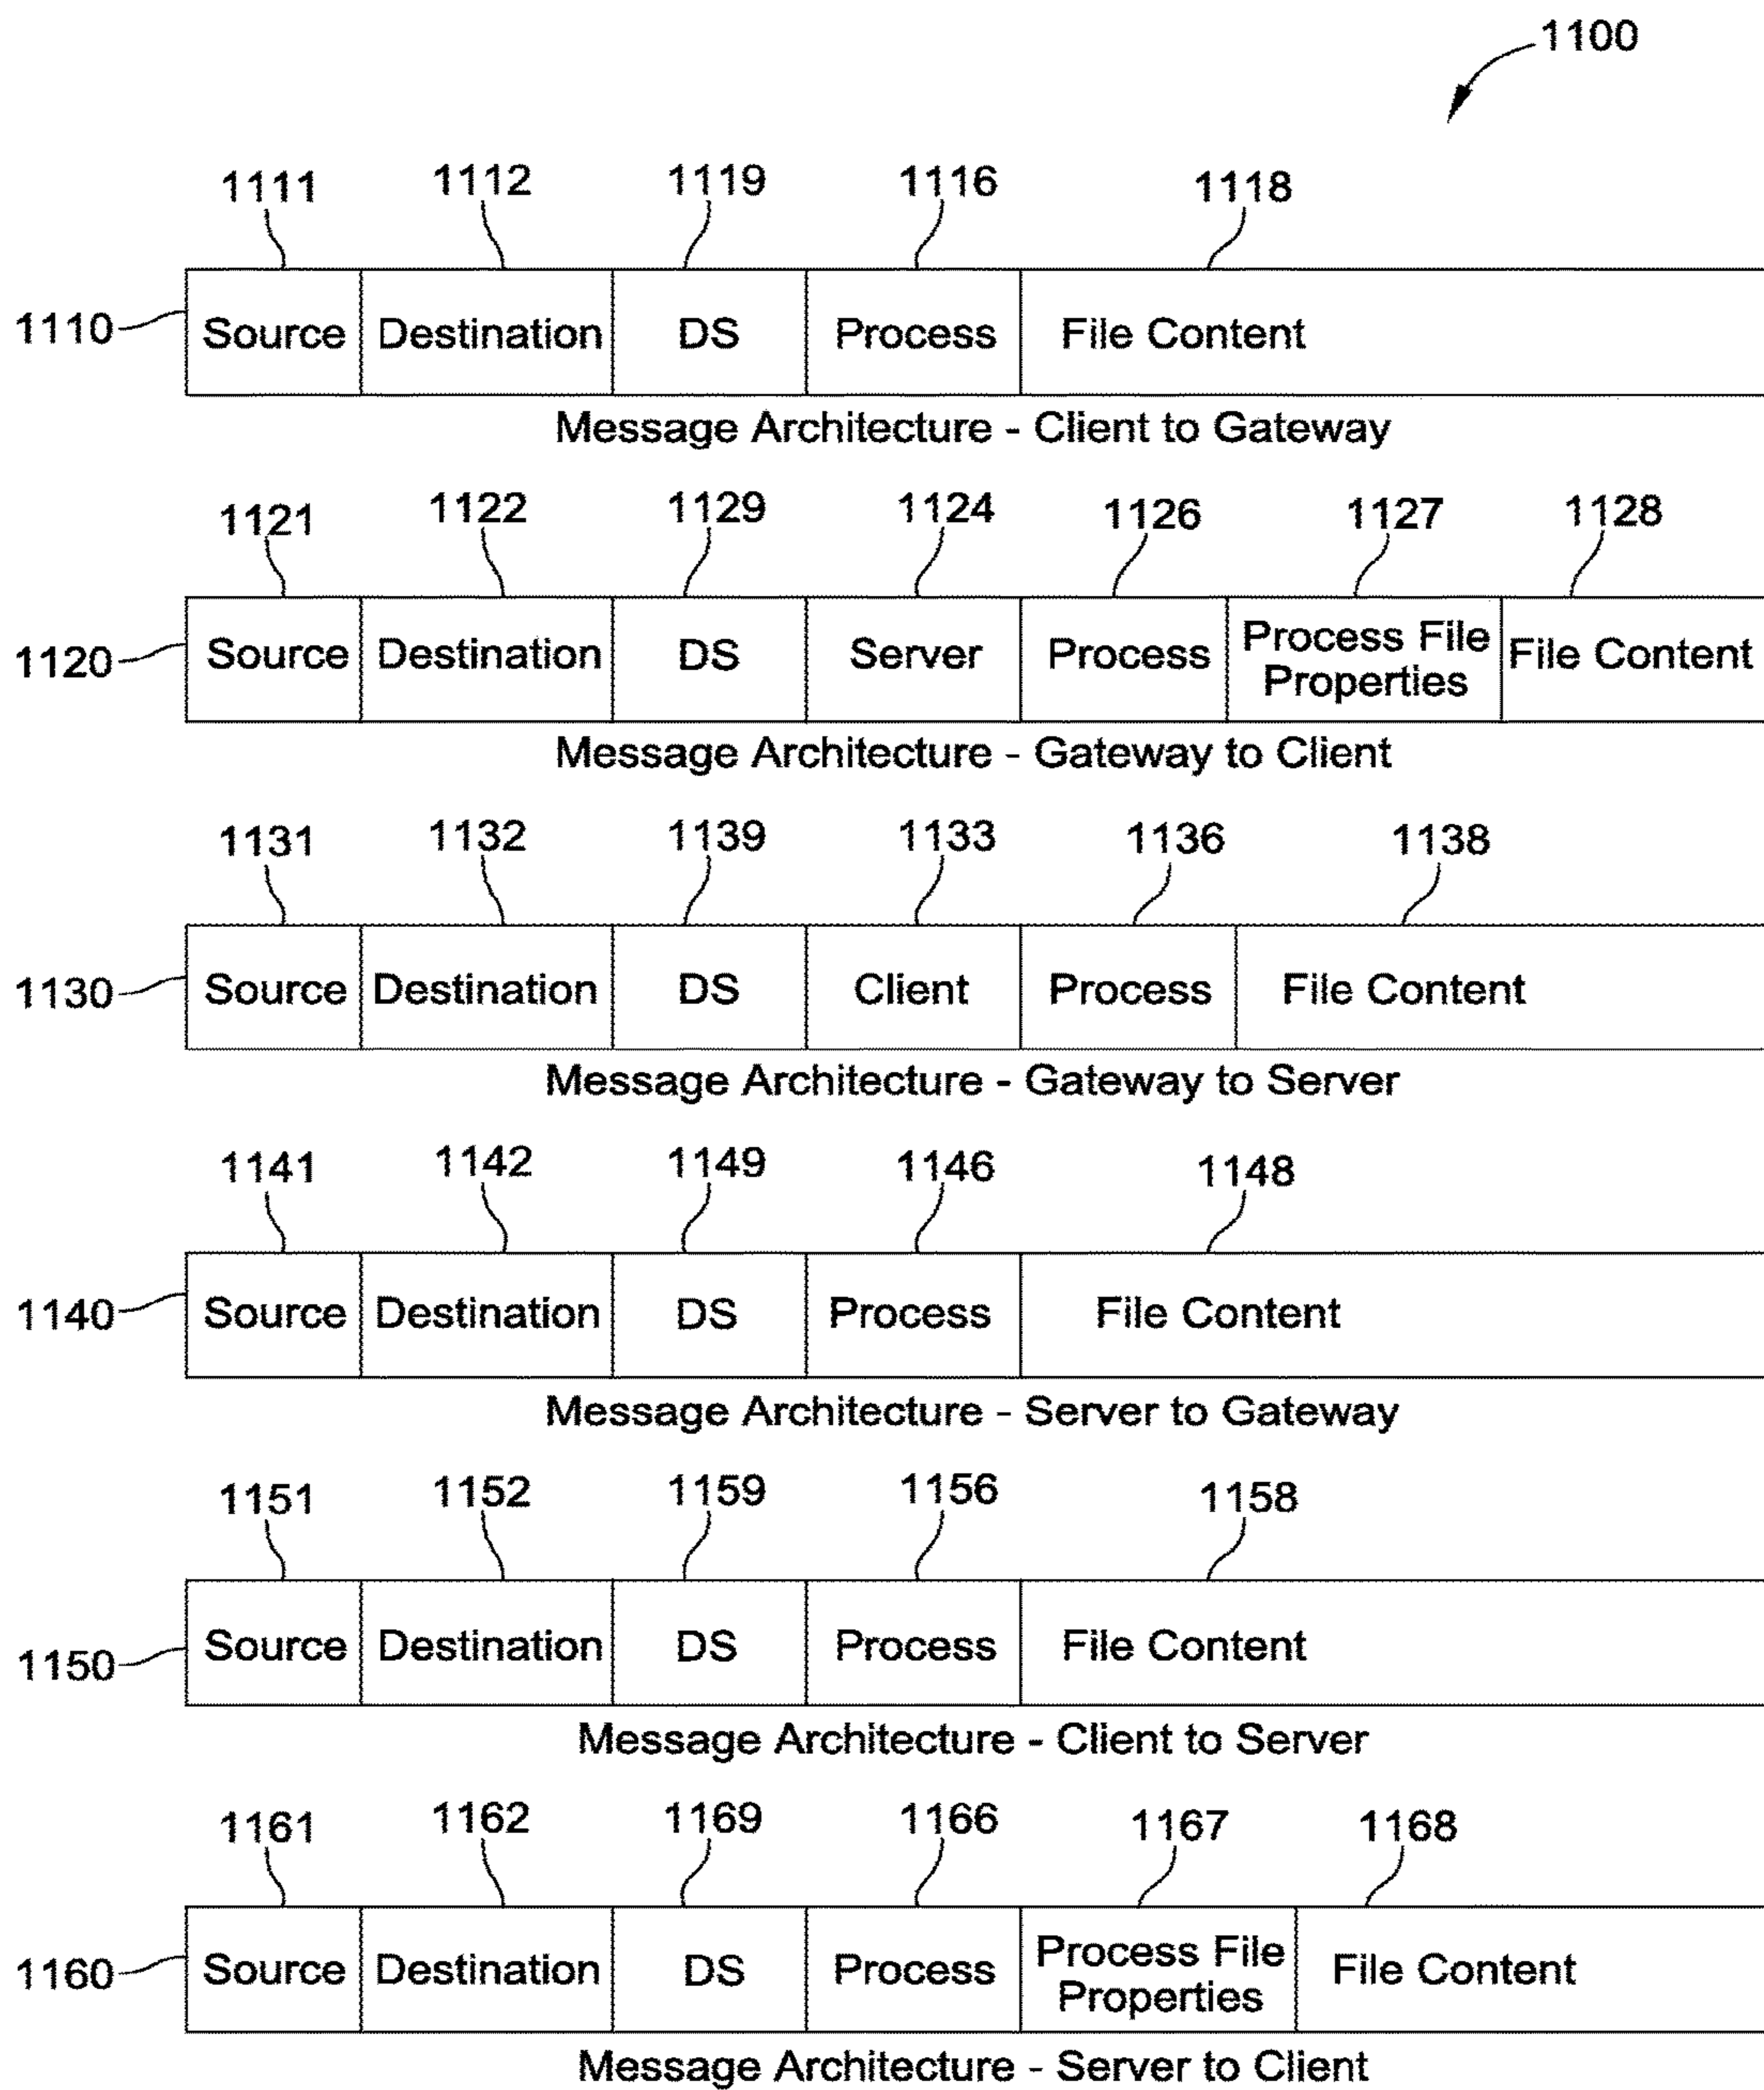 1100
1111 1112 1119 1116 1118
1110 Source Destination DS Process File Content
Message Architecture - Client to Gateway
1121 1122 1129 1124 1126 1127 1128
1120 Source Destination DS Server Process Process File Properties File Content
Message Architecture - Gateway to Client
1131 1132 1139 1133 1136 1138
1130 Source Destination DS Client Process File Content
Message Architecture - Gateway to Server
1141 1142 1149 1146 1148
1140 Source Destination DS Process File Content
Message Architecture - Server to Gateway
1151 1152 1159 1156 1158
1150 Source Destination DS Process File Content
Message Architecture - Client to Server
1161 1162 1169 1166 1167 1168
1160 Source Destination DS Process Process File Properties File Content
Message Architecture - Server to Client